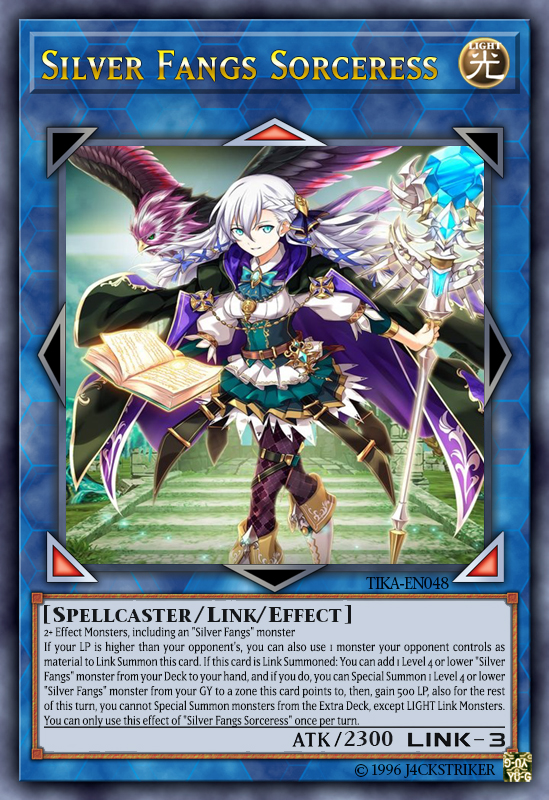 SILVER FANGS SORCERESS
LIGHT
光
TIKA-EN048
[SPELLCASTER/LINK/EFFECT]
2+ Effect Monsters, including an "Silver Fangs" monster
If your LP is higher than your opponent's, you can also use 1 monster your opponent controls as
material to Link Summon this card. If this card is Link Summoned: You can add 1 Level 4 or lower "Silver
Fangs" monster from your Deck to your hand, and if you do, you can Special Summon 1 Level 4 or lower
"Silver Fangs" monster from your GY to a zone this card points to, then, gain 500 LP, also for the rest
of this turn, you cannot Special Summon monsters from the Extra Deck, except LIGHT Link Monsters.
You can only use this effect of "Silver Fangs Sorceress" once per turn.
ATK/2300 LINK-3
© 1996 J4CKSTRIKER